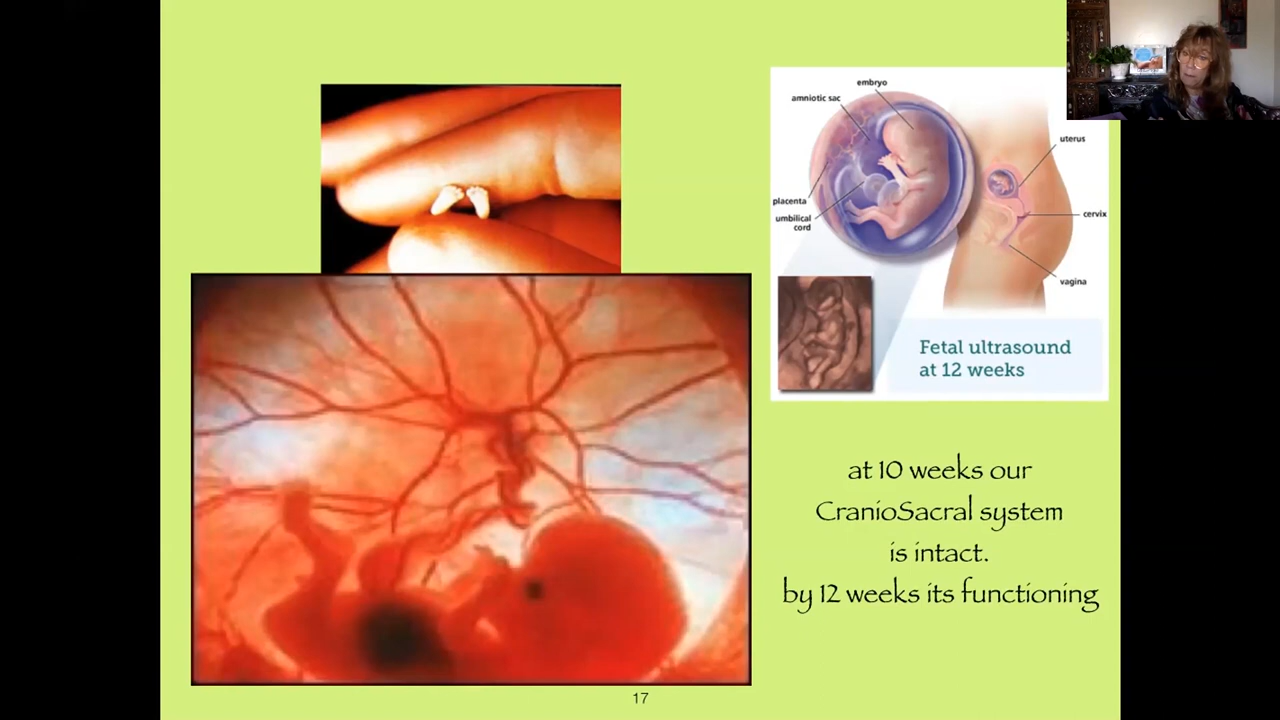 embryo
amniotic sac
uterus
placenta
umbilical
cord
cervix
vagina
Fetal ultrasound
at 12 weeks
at 10 weeks our
CranioSacral system
is intact.
by 12 weeks its functioning
17